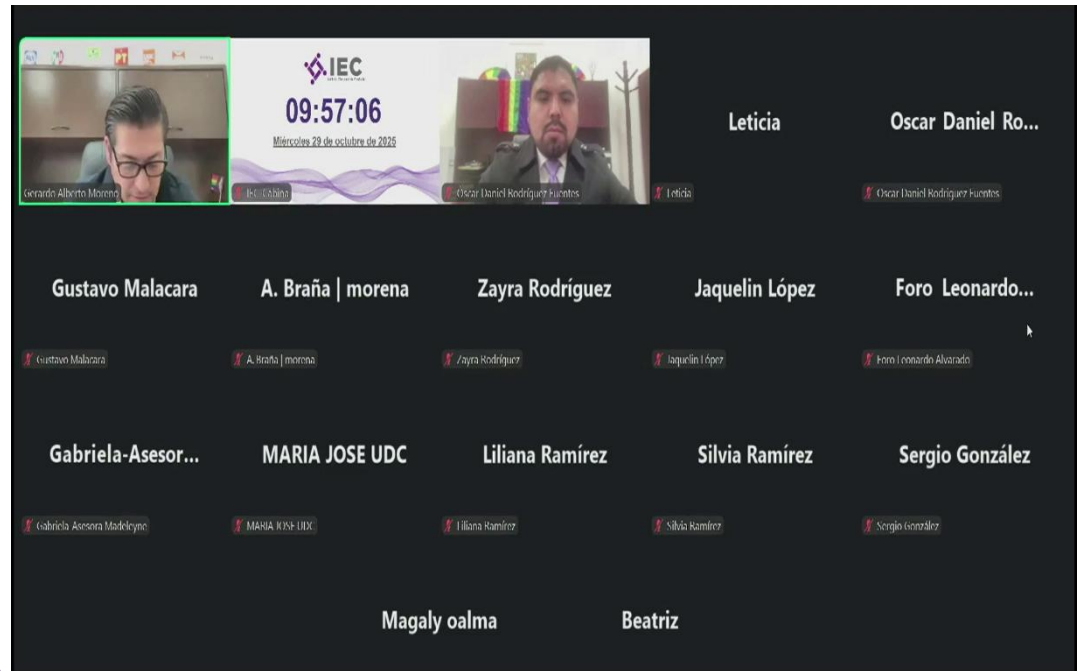 PT
IEC
09:57:06
Miércoles 29 de octubre de 2025
Gerardo Alberto Moreno
IEC Cabina
Oscar Daniel Rodríguez Fuentes
Leticia
Leticia
Oscar Daniel Ro...
Oscar Daniel Rodríguez Fuentes
Gustavo Malacara
Gustavo Malacara
A. Braña | morena
A. Braña | morena
Zayra Rodríguez
Zayra Rodríguez
Jaquelin López
Jaquelin López
Foro Leonardo...
Foro Leonardo Alvarado
Gabriela-Asesor...
Gabriela Asesora Madeleyne
MARIA JOSE UDC
MARIA JOSE UDC
Liliana Ramírez
Liliana Ramírez
Silvia Ramírez
Silvia Ramírez
Sergio González
Sergio González
Magaly oalma
Beatriz